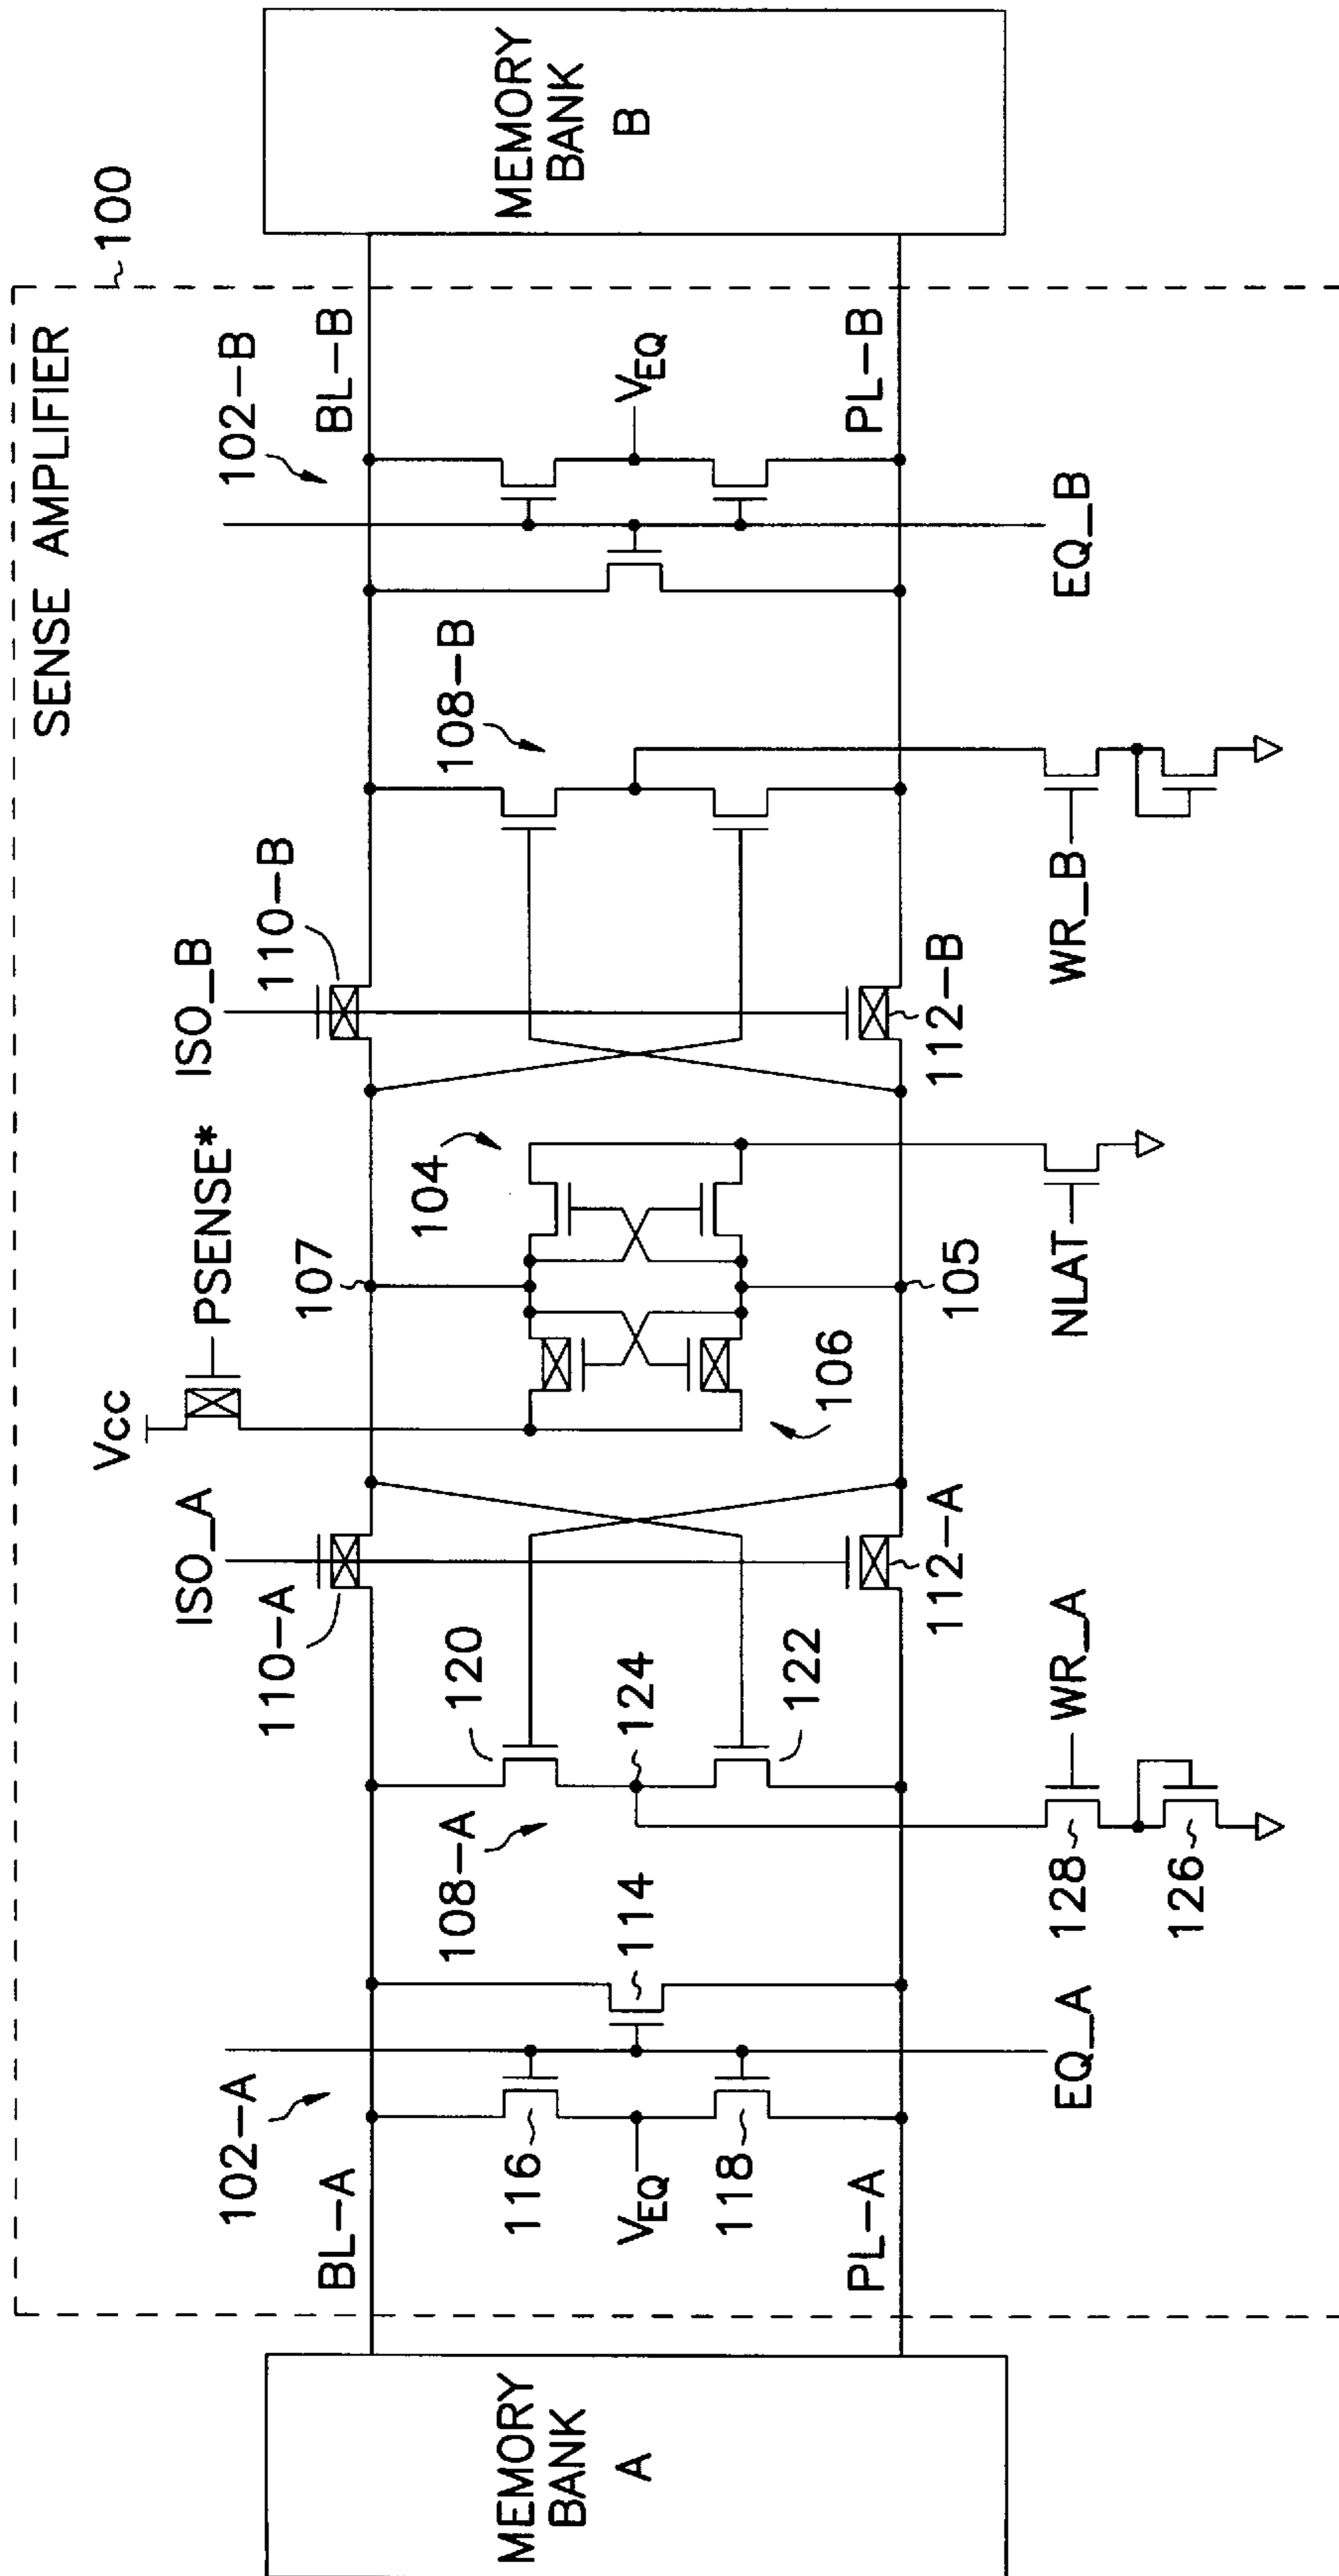 SENSE AMPLIFIER
100
MEMORY
BANK
A
MEMORY
BANK
B
BL-A
PL-A
BL-B
PL-B
102-A
116
118
114
VEQ
EQ_A
108-A
120
122
124
128
126
WR_A
ISO_A
110-A
112-A
Vcc
PSENSE*
107
105
104
106
NLAT
ISO_B
110-B
112-B
108-B
WR_B
102-B
VEQ
EQ_B